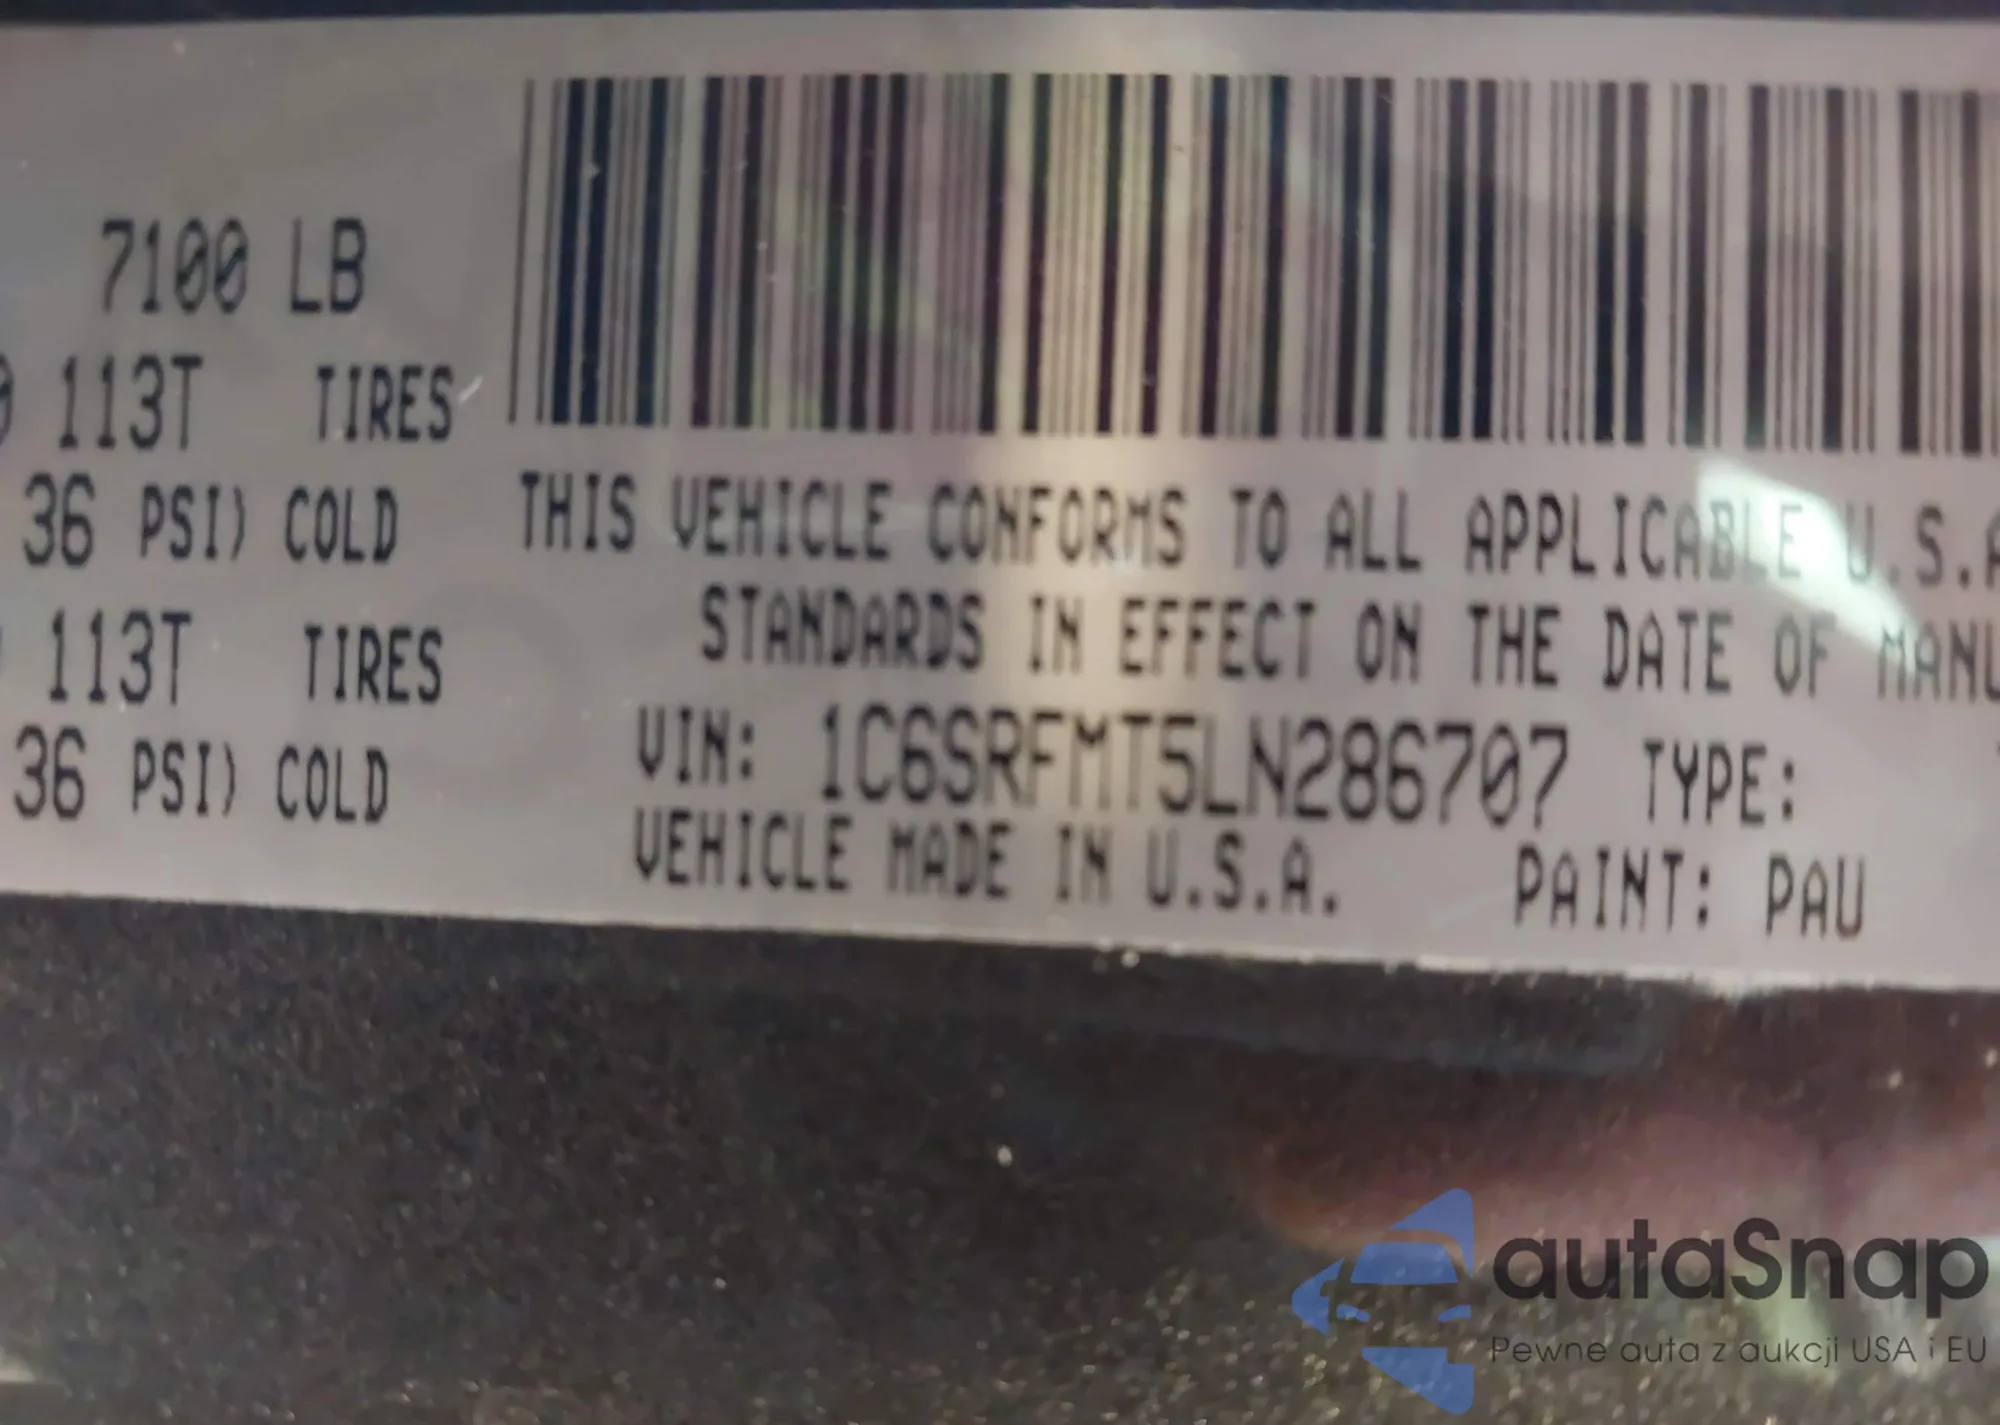 7100 LB
113T TIRES
36 PSI) COLD
113T TIRES
36 PSI) COLD
THIS VEHICLE CONFORMS TO ALL APPLICABLE U.S.A
STANDARDS IN EFFECT ON THE DATE OF MANU
VIN: 1C6SRFMT5LN286707 TYPE:
VEHICLE MADE IN U.S.A. PAINT: PAU
autaSnap
Pewne auta z aukcji USA i EU